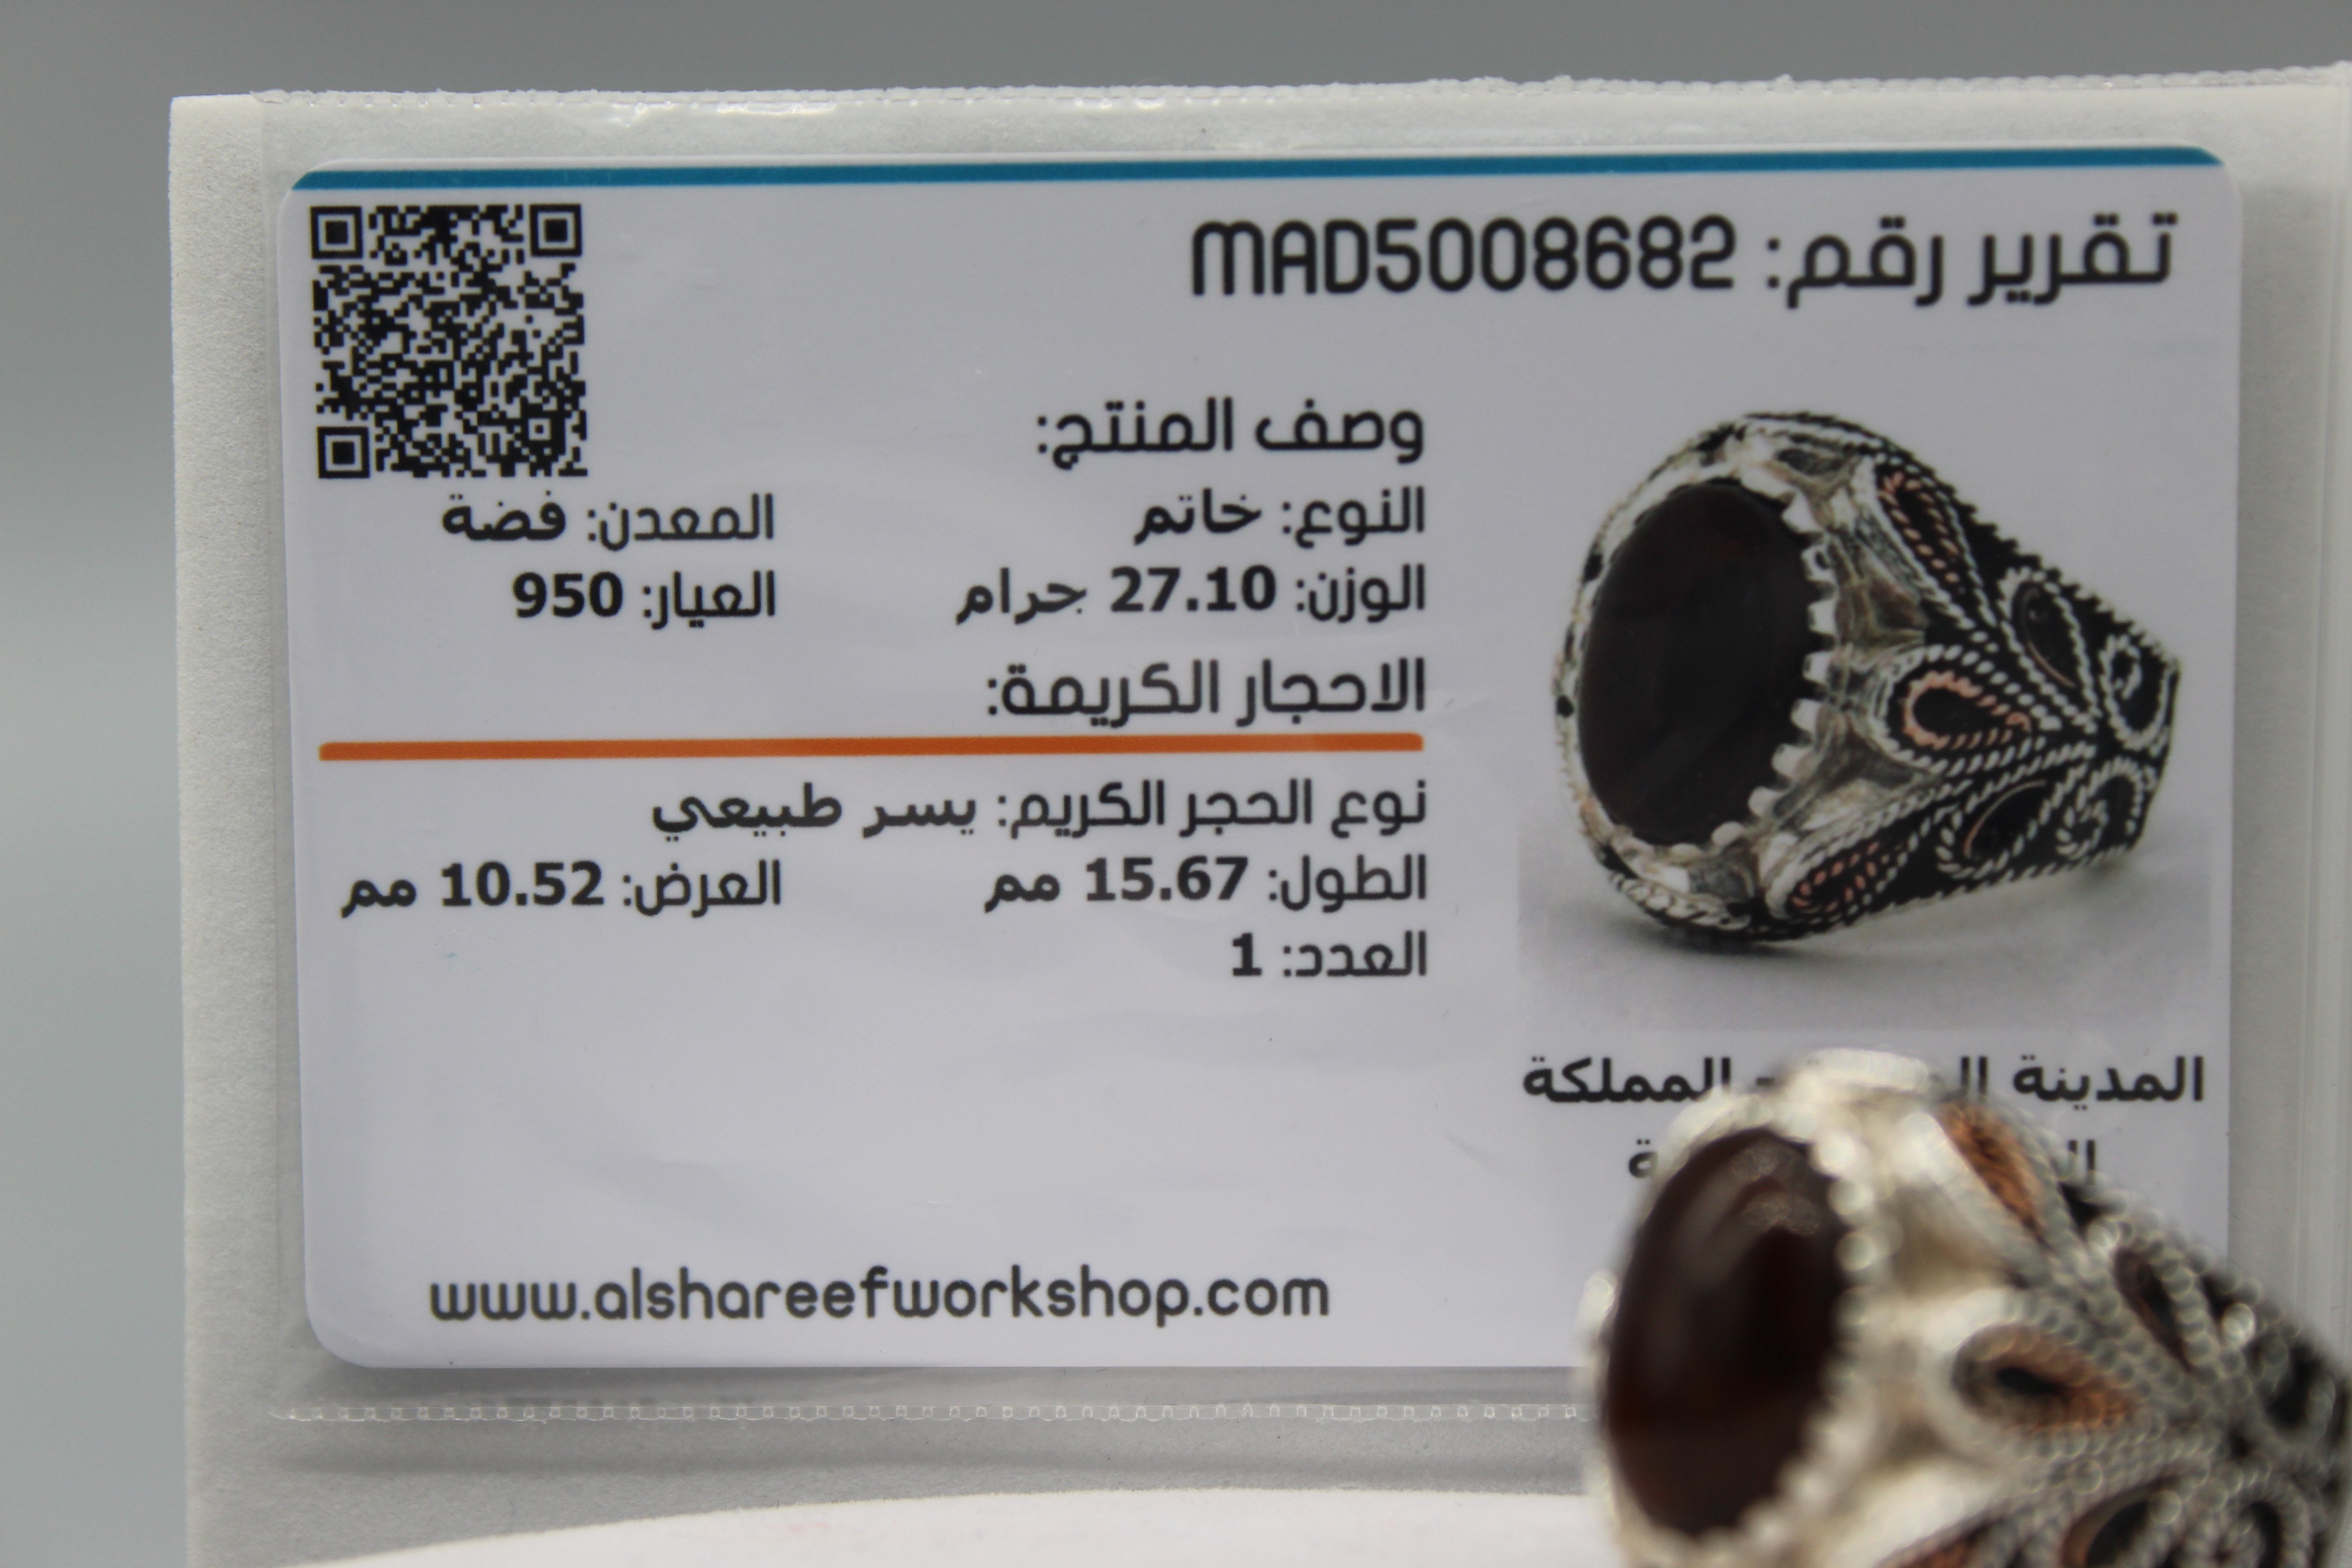 تقرير رقم: MAD5008682
وصف المنتج:
النوع: خاتم المعدن: فضة
الوزن: 27.10 جرام العيار: 950
الاحجار الكريمة:
نوع الحجر الكريم: يسر طبيعي
الطول: 15.67 مم العرض: 10.52 مم
العدد: 1
المدينة - المملكة
www.alshareefworkshop.com